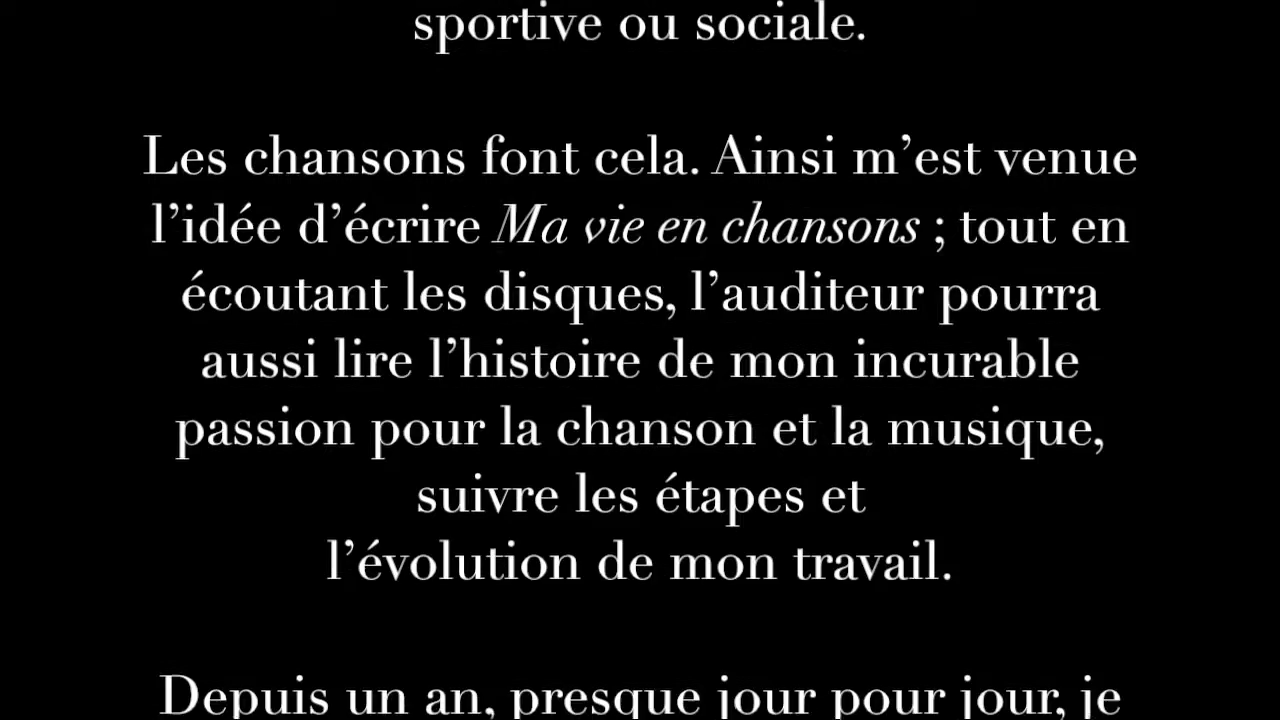 sportive ou sociale.
Les chansons font cela. Ainsi m’est venue
l’idée d’écrire Ma vie en chansons ; tout en
écoutant les disques, l’auditeur pourra
aussi lire l’histoire de mon incurable
passion pour la chanson et la musique,
suivre les étapes et
l’évolution de mon travail.
Depuis un an, presque jour pour jour, je